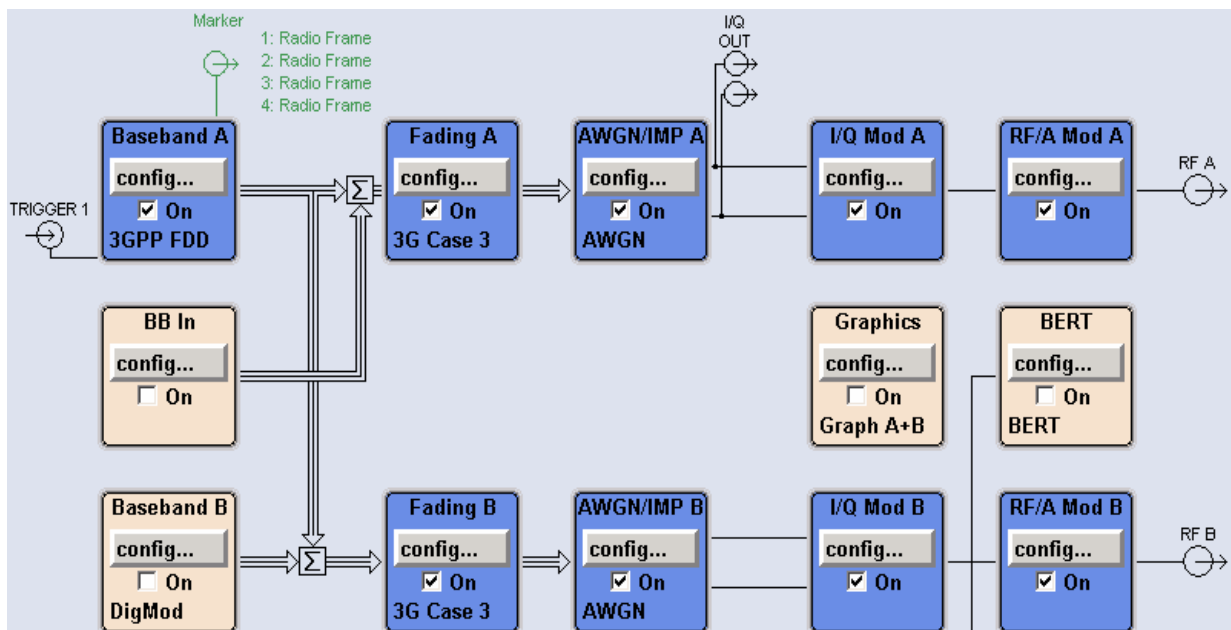 Marker
1: Radio Frame
2: Radio Frame
3: Radio Frame
4: Radio Frame
I/Q
OUT
Baseband A
config...
On
3GPP FDD
TRIGGER 1
Fading A
config...
On
3G Case 3
AWGN/IMP A
config...
On
AWGN
I/Q Mod A
config...
On
RF/A Mod A
config...
On
RF A
Σ
BB In
config...
On
Graphics
config...
On
Graph A+B
BERT
config...
On
BERT
Baseband B
config...
On
DigMod
Σ
Fading B
config...
On
3G Case 3
AWGN/IMP B
config...
On
AWGN
I/Q Mod B
config...
On
RF/A Mod B
config...
On
RF B